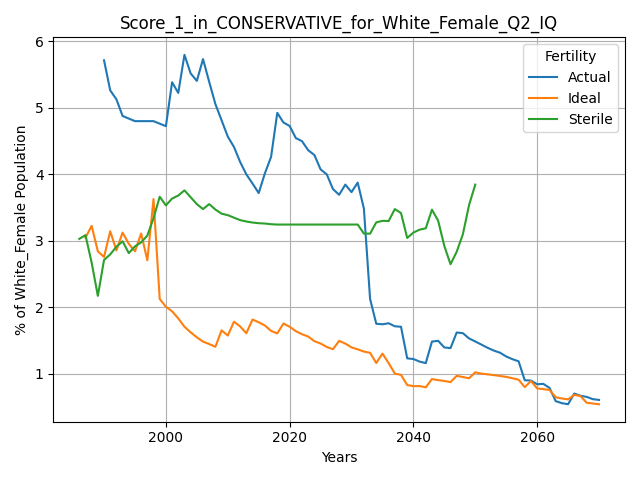 Score_1_in_CONSERVATIVE_for_White_Female_Q2_IQ
Fertility
Actual
Ideal
Sterile
% of White_Female Population
6
5
4
3
2
1
2000
2020
2040
2060
Years